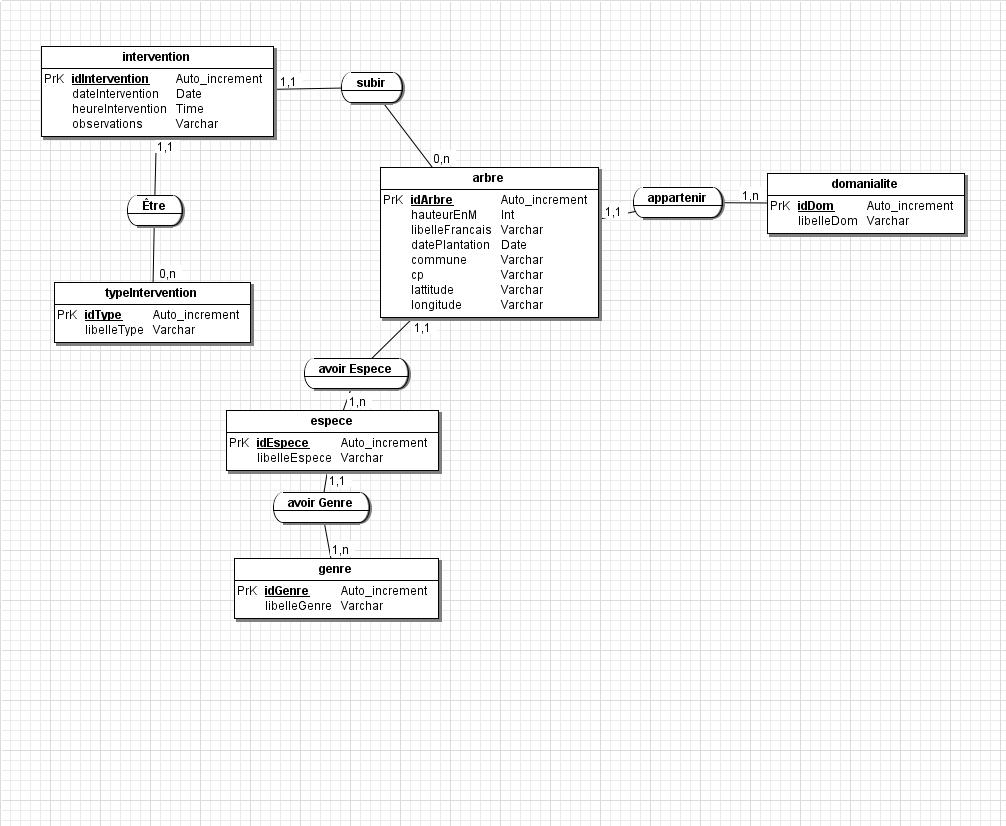 intervention
PrK idIntervention Auto_increment
dateIntervention Date
heureIntervention Time
observations Varchar
1,1
subir
0,n
1,1
Être
0,n
typeIntervention
PrK idType Auto_increment
libelleType Varchar
arbre
PrK idArbre Auto_increment
hauteurEnM Int
libelleFrancais Varchar
datePlantation Date
commune Varchar
cp Varchar
lattitude Varchar
longitude Varchar
1,1
appartenir
1,n
domanialite
PrK idDom Auto_increment
libelleDom Varchar
1,1
avoir Espece
1,n
espece
PrK idEspece Auto_increment
libelleEspece Varchar
1,1
avoir Genre
1,n
genre
PrK idGenre Auto_increment
libelleGenre Varchar